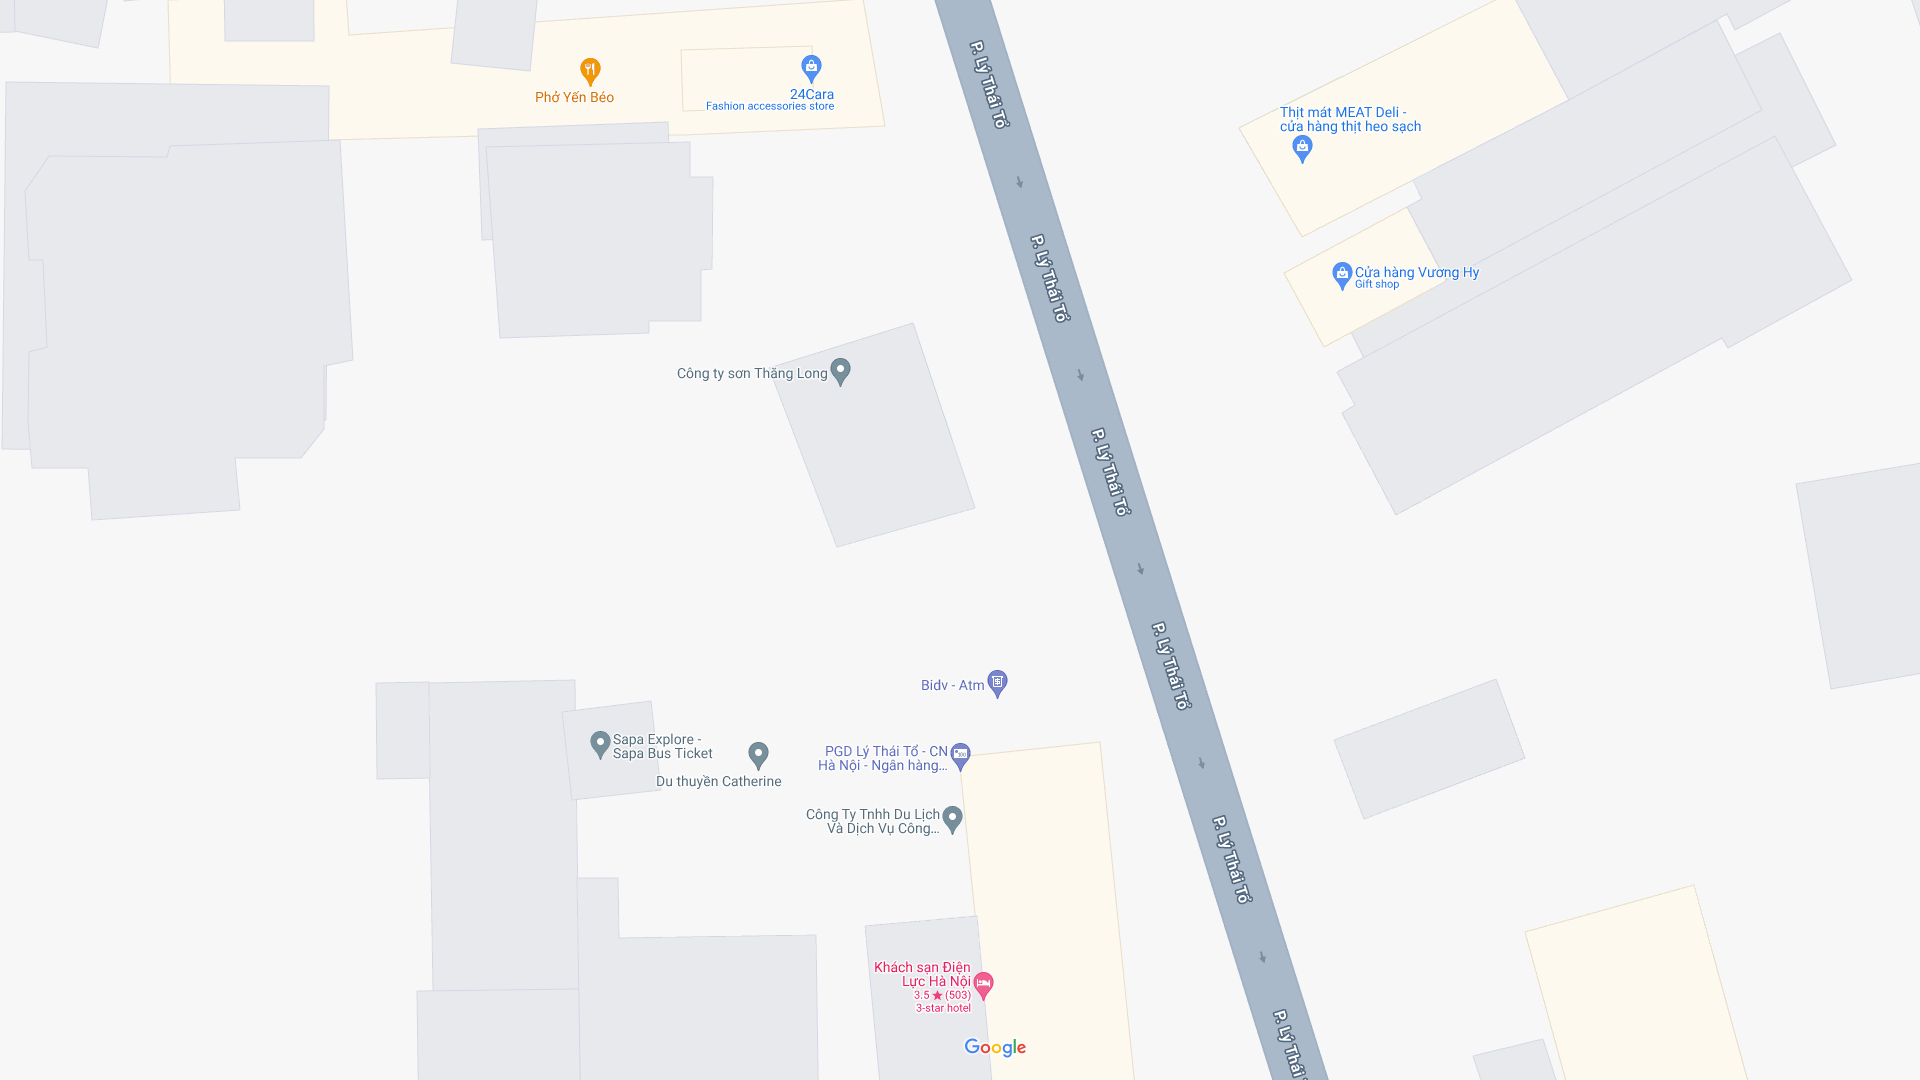 P. Lý Thái Tổ
Phở Yến Béo
24Cara
Fashion accessories store
Thịt mát MEAT Deli -
cửa hàng thịt heo sạch
P. Lý Thái Tổ
Cửa hàng Vương Hy
Gift shop
Công ty sơn Thăng Long
P. Lý Thái Tổ
P. Lý Thái Tổ
Bidv - Atm
Sapa Explore -
Sapa Bus Ticket
Du thuyền Catherine
PGD Lý Thái Tổ - CN
Hà Nội - Ngân hàng...
Công Ty Tnhh Du Lịch
Và Dịch Vụ Công...
P. Lý Thái Tổ
Khách sạn Điện
Lực Hà Nội
3.5 ★ (503)
3-star hotel
P. Lý Thái
Google